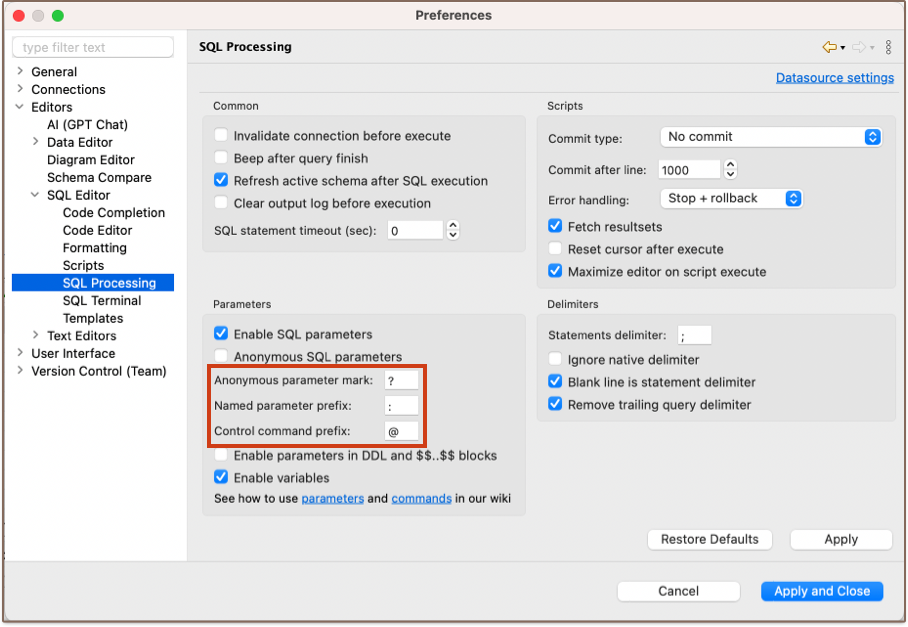 Preferences
type filter text
General
Connections
Editors
AI (GPT Chat)
Data Editor
Diagram Editor
Schema Compare
SQL Editor
Code Completion
Code Editor
Formatting
Scripts
SQL Processing
SQL Terminal
Templates
Text Editors
User Interface
Version Control (Team)
SQL Processing
Datasource settings
Common
Invalidate connection before execute
Beep after query finish
Refresh active schema after SQL execution
Clear output log before execution
SQL statement timeout (sec): 0
Scripts
Commit type: No commit
Commit after line: 1000
Error handling: Stop + rollback
Fetch resultsets
Reset cursor after execute
Maximize editor on script execute
Parameters
Enable SQL parameters
Anonymous SQL parameters
Anonymous parameter mark: ?
Named parameter prefix: :
Control command prefix: @
Enable parameters in DDL and $$..$$ blocks
Enable variables
See how to use parameters and commands in our wiki
Delimiters
Statements delimiter: ;
Ignore native delimiter
Blank line is statement delimiter
Remove trailing query delimiter
Restore Defaults
Apply
Cancel
Apply and Close